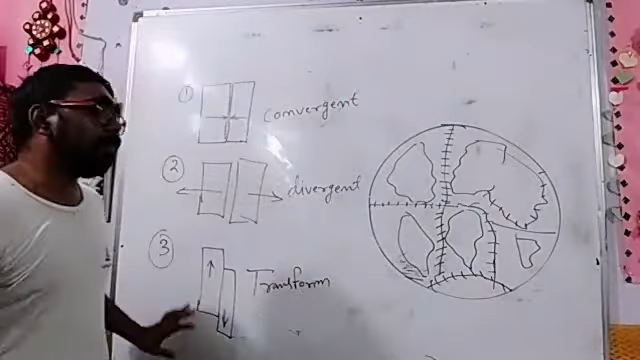 ① convergent
② divergent
③ Transform